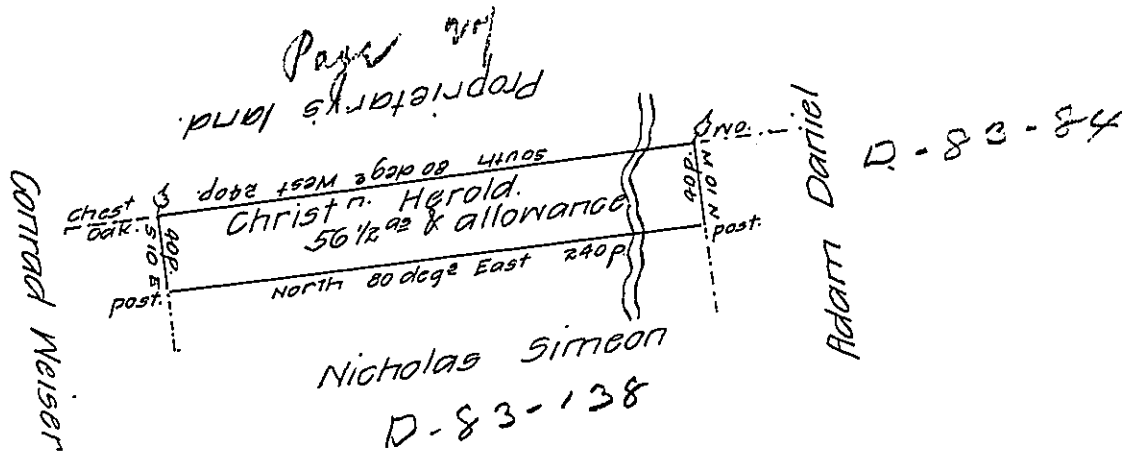 Page
Proprietary's land.
South 80 degs West 240p.
Christn. Herold.
56 1/2 as & allowance
North 80 degs East 240p.
Chest
Oak.
40p.
S 10 E
post.
40p.
N 10 W
post.
Conrad Weiser
Adam Daniel
D-83-84
Nicholas Simeon
D-83-138